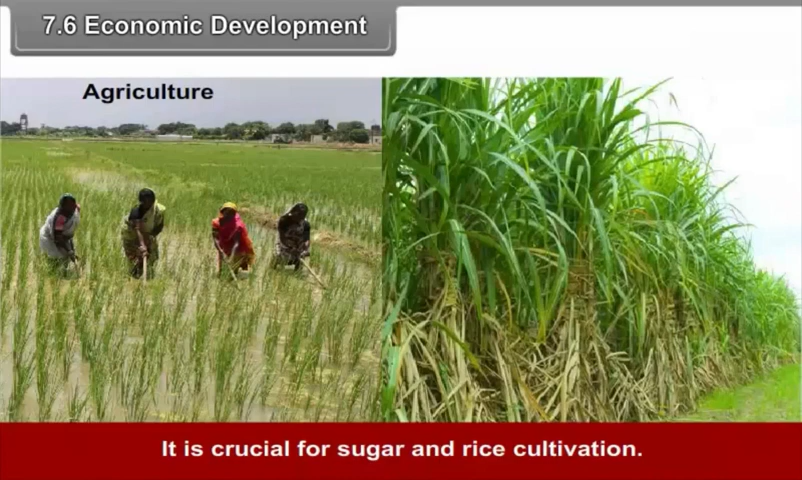 7.6 Economic Development
Agriculture
It is crucial for sugar and rice cultivation.